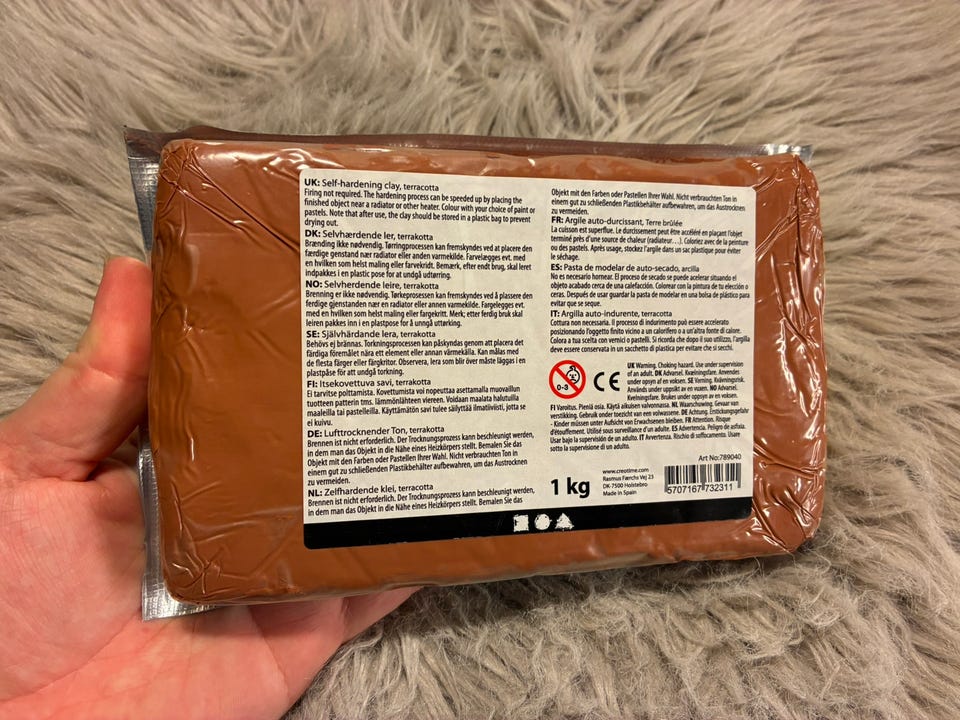 UK: Self-hardening clay, terracotta
Firing not required. The hardening process can be speeded up by placing the
finished object near a radiator or other heater. Colour with your choice of paint or
pastels. Note that after use, the clay should be stored in a plastic bag to prevent
drying out.
DK: Selvhærdende ler, terrakotta
Brænding ikke nødvendig. Tørringprocessen kan fremskyndes ved at placere den
færdige genstand nær radiator eller anden varmekilde. Farvelægges evt. med
en hvilken som helst maling eller farvekridt. Bemærk, efter endt brug, skal leret
indpakkes i en plastic pose for at undgå udtørring.
NO: Selvherdende leire, terrakotta
Brenning er ikke nødvendig. Tørkeprosessen kan fremskyndes ved å plassere den
ferdige gjenstanden nær en radiator eller annen varmekilde. Fargelegges evt.
med en hvilken som helst maling eller fargekritt. Merk; etter ferdig bruk skal
leiren pakkes inn i en plastpose for å unngå uttørking.
SE: Självhärdande lera, terrakotta
Behövs ej brännas. Torkningsprocessen kan påskyndas genom att placera det
färdiga föremålet nära ett element eller annan värmekälla. Kan målas med
de flesta färger eller färgkritor. Observera, lera som blir över måste läggas i en
plastpåse för att undgå torkning.
FI: Itsekovettuva savi, terrakotta
Ei tarvitse polttamista. Kovettumista voi nopeuttaa asettamalla muovailun
tuotteen patterin tms. lämmönlähteen viereen. Voidaan maalata halutuilla
maaleilla tai pastelleilla. Käyttämätön savi tulee säilyttää ilmatiiviisti, jotta se
ei kuivu.
DE: Lufttrocknender Ton, terrakotta
Brennen ist nicht erforderlich. Der Trocknungsprozess kann beschleunigt werden,
in dem man das Objekt in die Nähe eines Heizkörpers stellt. Bemalen Sie das
Objekt mit den Farben oder Pastellen Ihrer Wahl. Nicht verbrauchten Ton in
einem gut zu schließenden Plastikbehälter aufbewahren, um das Austrocknen
zu vermeiden.
NL: Zelfhardende klei, terracotta
Brennen ist nicht erforderlich. Der Trocknungsprozess kann beschleunigt werden,
in dem man das Objekt in die Nähe eines Heizkörpers stellt. Bemalen Sie das
Objekt mit den Farben oder Pastellen Ihrer Wahl. Nicht verbrauchten Ton in
einem gut zu schließenden Plastikbehälter aufbewahren, um das Austrocknen
zu vermeiden.
FR: Argile auto-durcissant, Terre brûlée
La cuisson est superflue. Le durcissement peut être accéléré en plaçant l'objet
terminé près d'une source de chaleur (radiateur…). Coloriez avec de la peinture
ou des pastels. Après usage, stockez l'argile dans un sac plastique pour éviter
le séchage.
ES: Pasta de modelar de auto-secado, arcilla
No es necesario hornear. El proceso de secado se puede acelerar situando el
objeto acabado cerca de una calefacción. Colorear con la pintura de tu elección o
ceras. Después de usar guardar la pasta de modelar en una bolsa de plástico para
evitar que se seque.
IT: Argilla auto-indurente, terracotta
Cottura non necessaria. Il processo di indurimento può essere accelerato
posizionando l'oggetto finito vicino a un calorifero o a un'altra fonte di calore.
Colora a tua scelta con vernici o pastelli. Si ricorda che dopo il suo utilizzo, l'argilla
deve essere conservata in un sacchetto di plastica per evitare che si secchi.
0-3
CE
UK Warning. Choking hazard. Use under supervision
of an adult. DK Advarsel. Kvælningsfare. Anvendes
under opsyn af en voksen. SE Varning. Kvävningsrisk.
Används under uppsikt av en vuxen. NO Advarsel.
Kvelningsfare. Brukes under oppsyn av en voksen.
FI Varoitus. Pieniä osia. Käytä aikuisen valvonnassa. NL Waarschuwing. Gevaar van
verstikking. Gebruik onder toezicht van een volwassene. DE Achtung. Erstickungsgefahr
- Kinder müssen unter Aufsicht von Erwachsenen bleiben. FR Attention. Risque
d'étouffement. Utilisé sous surveillance d'un adulte. ES Advertencia. Peligro de asfixia.
Usar bajo la supervisión de un adulto. IT Avvertenza. Rischio di soffocamento. Usare
sotto la supervisione di un adulto.
Art No:789040
1 kg
www.creotime.com
Rasmus Færchs Vej 23
DK-7500 Holstebro
Made in Spain
5707167732311